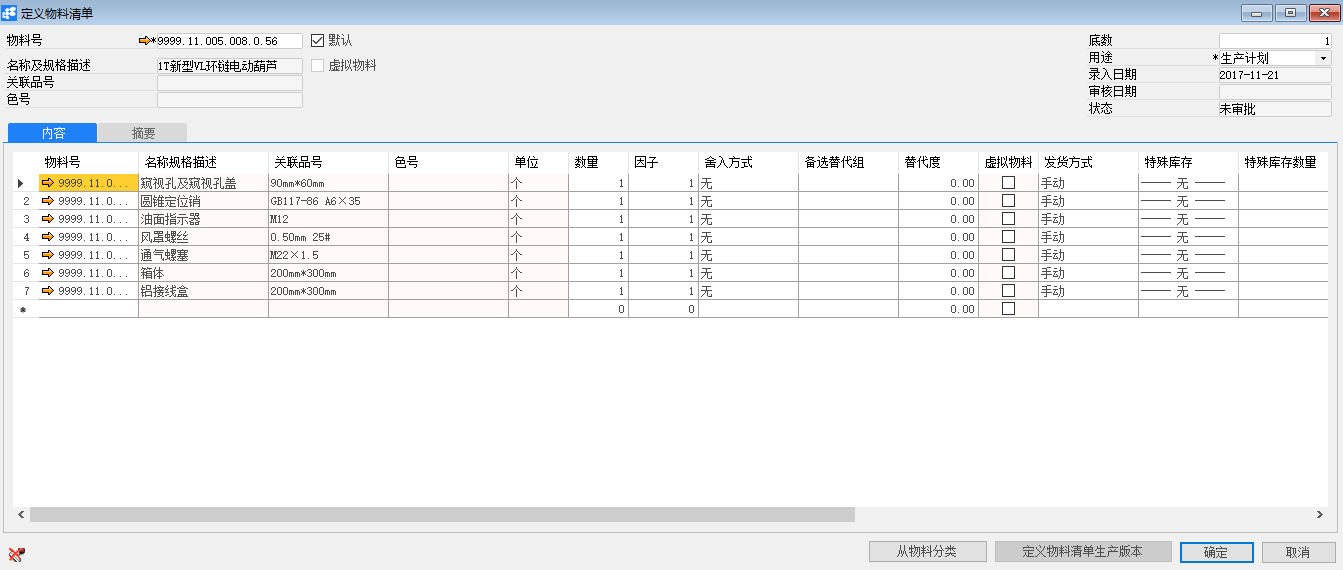 定义物料清单
物料号 *9999.11.005.008.0.56 默认 底数 1
名称及规格描述 1T新型VL环链电动葫芦 虚拟物料 用途 *生产计划
关联品号 录入日期 2017-11-21
色号 审核日期
状态 未审批
内容 摘要
物料号 名称规格描述 关联品号 色号 单位 数量 因子 舍入方式 备选替代组 替代度 虚拟物料 发货方式 特殊库存 特殊库存数量
9999.11.0... 窥视孔及窥视孔盖 90mm*60mm 个 1 1 无 0.00 手动 —— 无 ——
2 9999.11.0... 圆锥定位销 GB117-86 A6×35 个 1 1 无 0.00 手动 —— 无 ——
3 9999.11.0... 油面指示器 M12 个 1 1 无 0.00 手动 —— 无 ——
4 9999.11.0... 风罩螺丝 0.50mm 25# 个 1 1 无 0.00 手动 —— 无 ——
5 9999.11.0... 通气螺塞 M22×1.5 个 1 1 无 0.00 手动 —— 无 ——
6 9999.11.0... 箱体 200mm*300mm 个 1 1 无 0.00 手动 —— 无 ——
7 9999.11.0... 铝接线盒 200mm*300mm 个 1 1 无 0.00 手动 —— 无 ——
* 0 0 0.00
从物料分类 定义物料清单生产版本 确定 取消